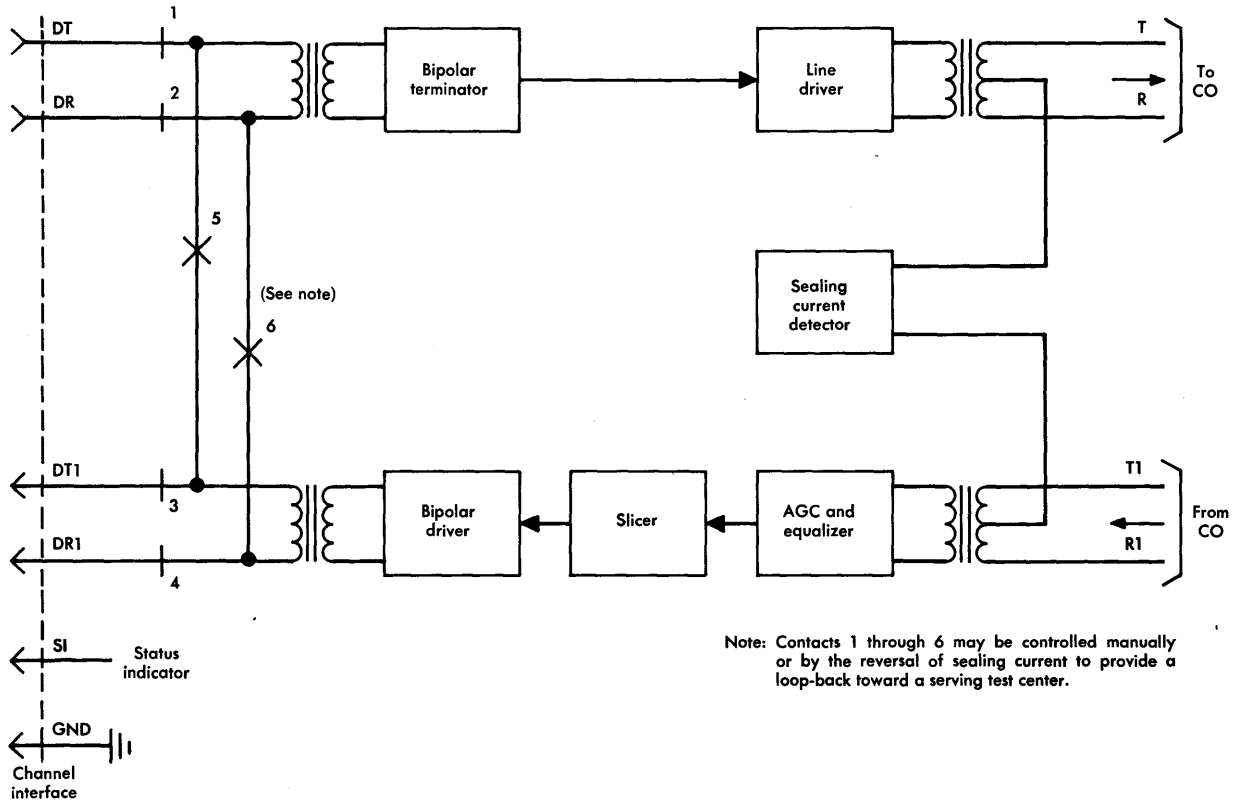 DT
1
DR
2
Bipolar
terminator
Line
driver
T
R
To
CO
5
(See note)
6
Sealing
current
detector
DT1
3
DR1
4
Bipolar
driver
Slicer
AGC and
equalizer
T1
R1
From
CO
SI
Status
indicator
GND
Channel
interface
Note: Contacts 1 through 6 may be controlled manually
or by the reversal of sealing current to provide a
loop-back toward a serving test center.